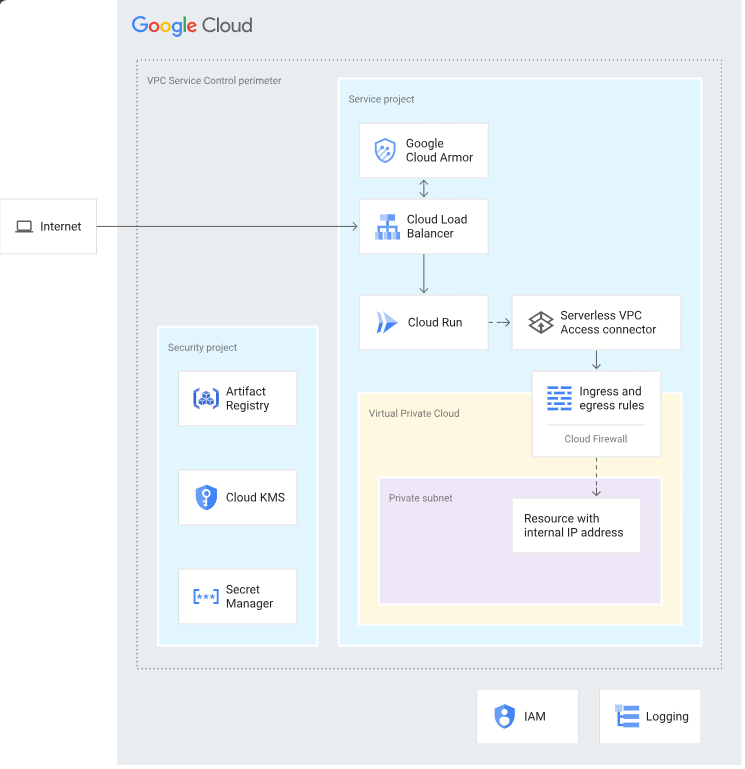 Google Cloud
VPC Service Control perimeter
Service project
Google
Cloud Armor
Internet
Cloud Load
Balancer
Cloud Run
Serverless VPC
Access connector
Security project
Artifact
Registry
Cloud KMS
Secret
Manager
Ingress and
egress rules
Cloud Firewall
Virtual Private Cloud
Private subnet
Resource with
internal IP address
IAM
Logging